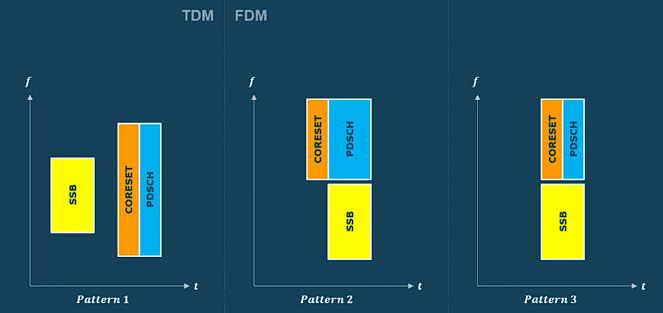 TDM FDM
f f f
CORESET PDSCH CORESET PDSCH
SSB CORESET PDSCH
SSB SSB
t t t
Pattern 1 Pattern 2 Pattern 3